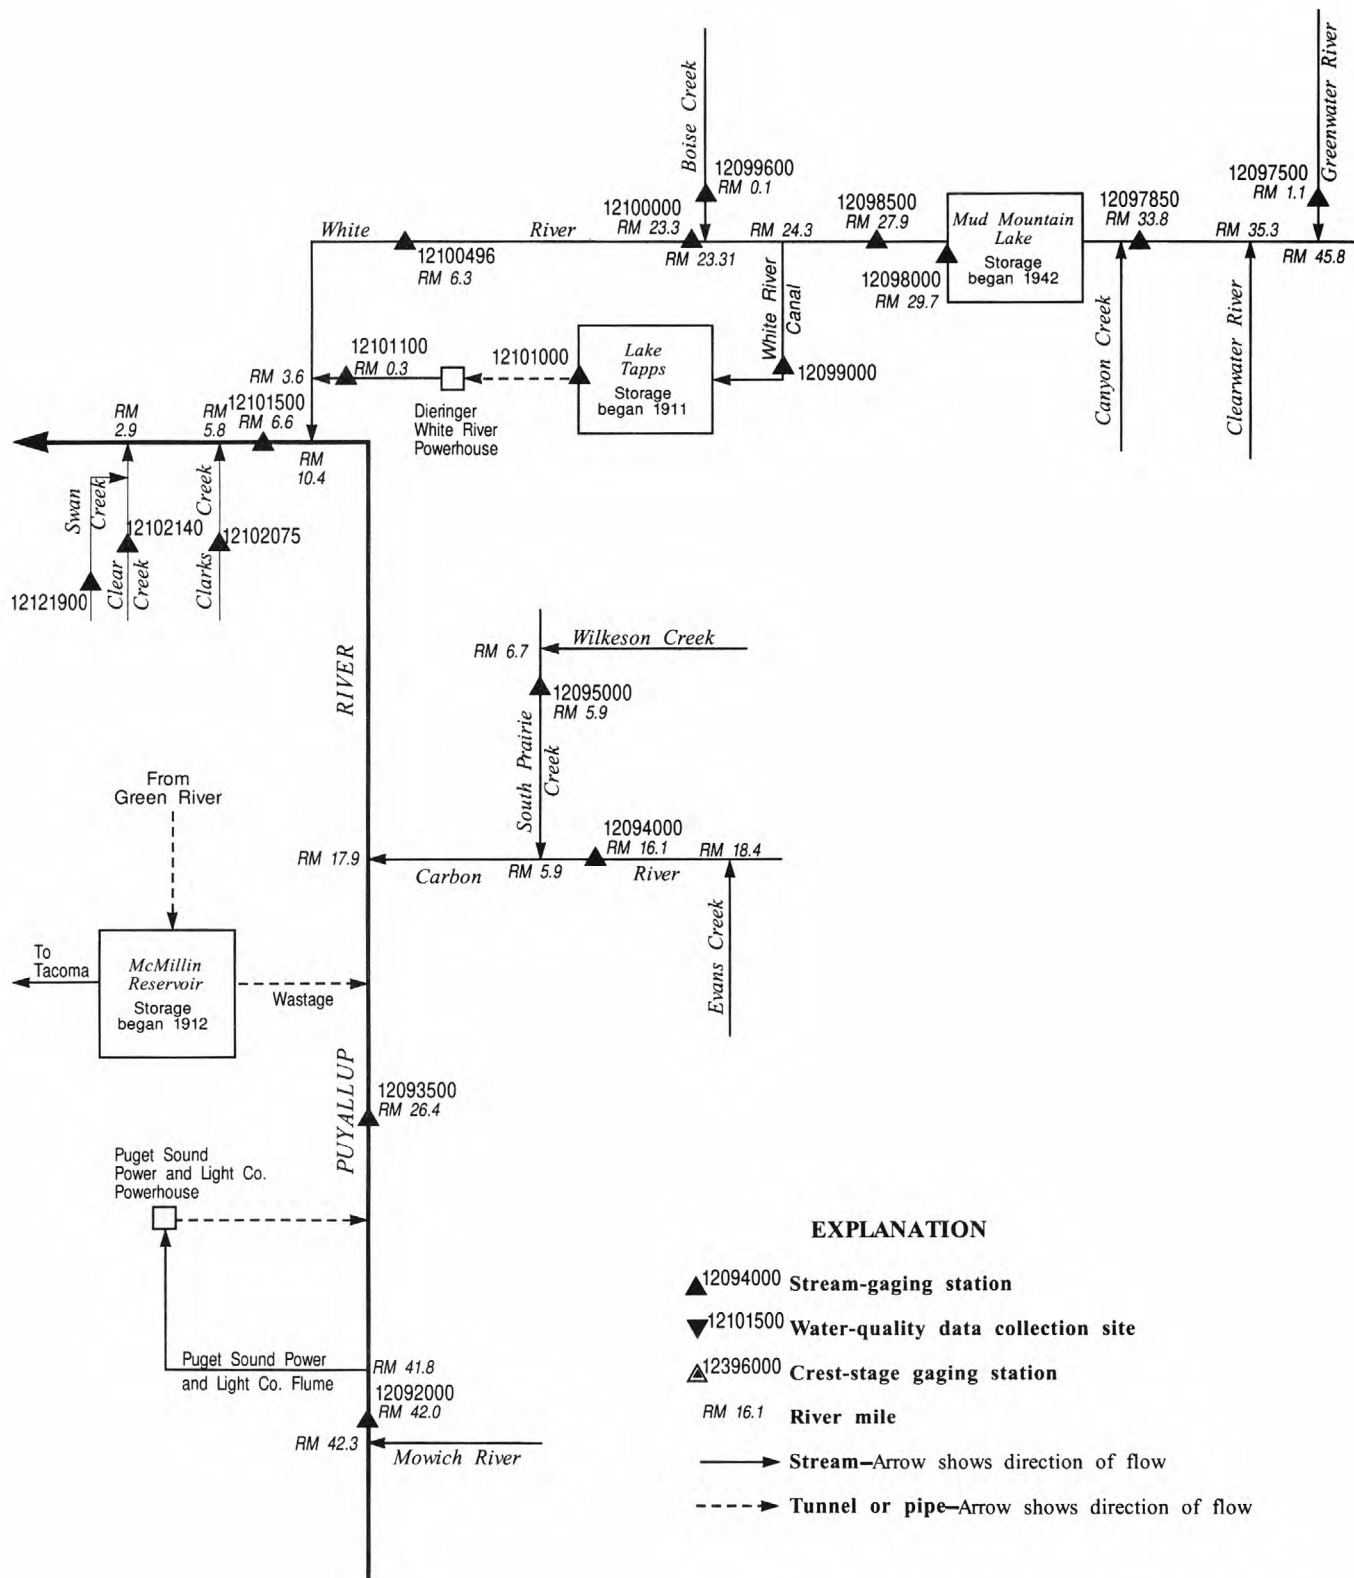 Boise Creek
Greenwater River
12099600
RM 0.1
12097500
RM 1.1
12100000
RM 23.3
12098500
RM 27.9
12097850
RM 33.8
White River
RM 24.3
RM 35.3
Mud Mountain
Lake
Storage
began 1942
12100496
RM 6.3
RM 23.31
12098000
RM 29.7
RM 45.8
White River
Canal
Canyon Creek
Clearwater River
12101100
RM 0.3
12101000
Lake
Tapps
Storage
began 1911
12099000
RM 3.6
Dieringer
White River
Powerhouse
RM
2.9
RM
5.8
12101500
RM 6.6
RM
10.4
Swan
Creek
12102140
12102075
Clear
Creek
Clarks Creek
12121900
RIVER
RM 6.7
Wilkeson Creek
12095000
RM 5.9
South Prairie
Creek
From
Green River
12094000
RM 16.1
RM 18.4
RM 17.9
Carbon River
RM 5.9
Evans Creek
To
Tacoma
McMillin
Reservoir
Storage
began 1912
Wastage
PUYALLUP
12093500
RM 26.4
Puget Sound
Power and Light Co.
Powerhouse
Puget Sound Power
and Light Co. Flume
RM 41.8
12092000
RM 42.0
RM 42.3
Mowich River
EXPLANATION
12094000 Stream-gaging station
12101500 Water-quality data collection site
12396000 Crest-stage gaging station
RM 16.1 River mile
Stream–Arrow shows direction of flow
Tunnel or pipe–Arrow shows direction of flow